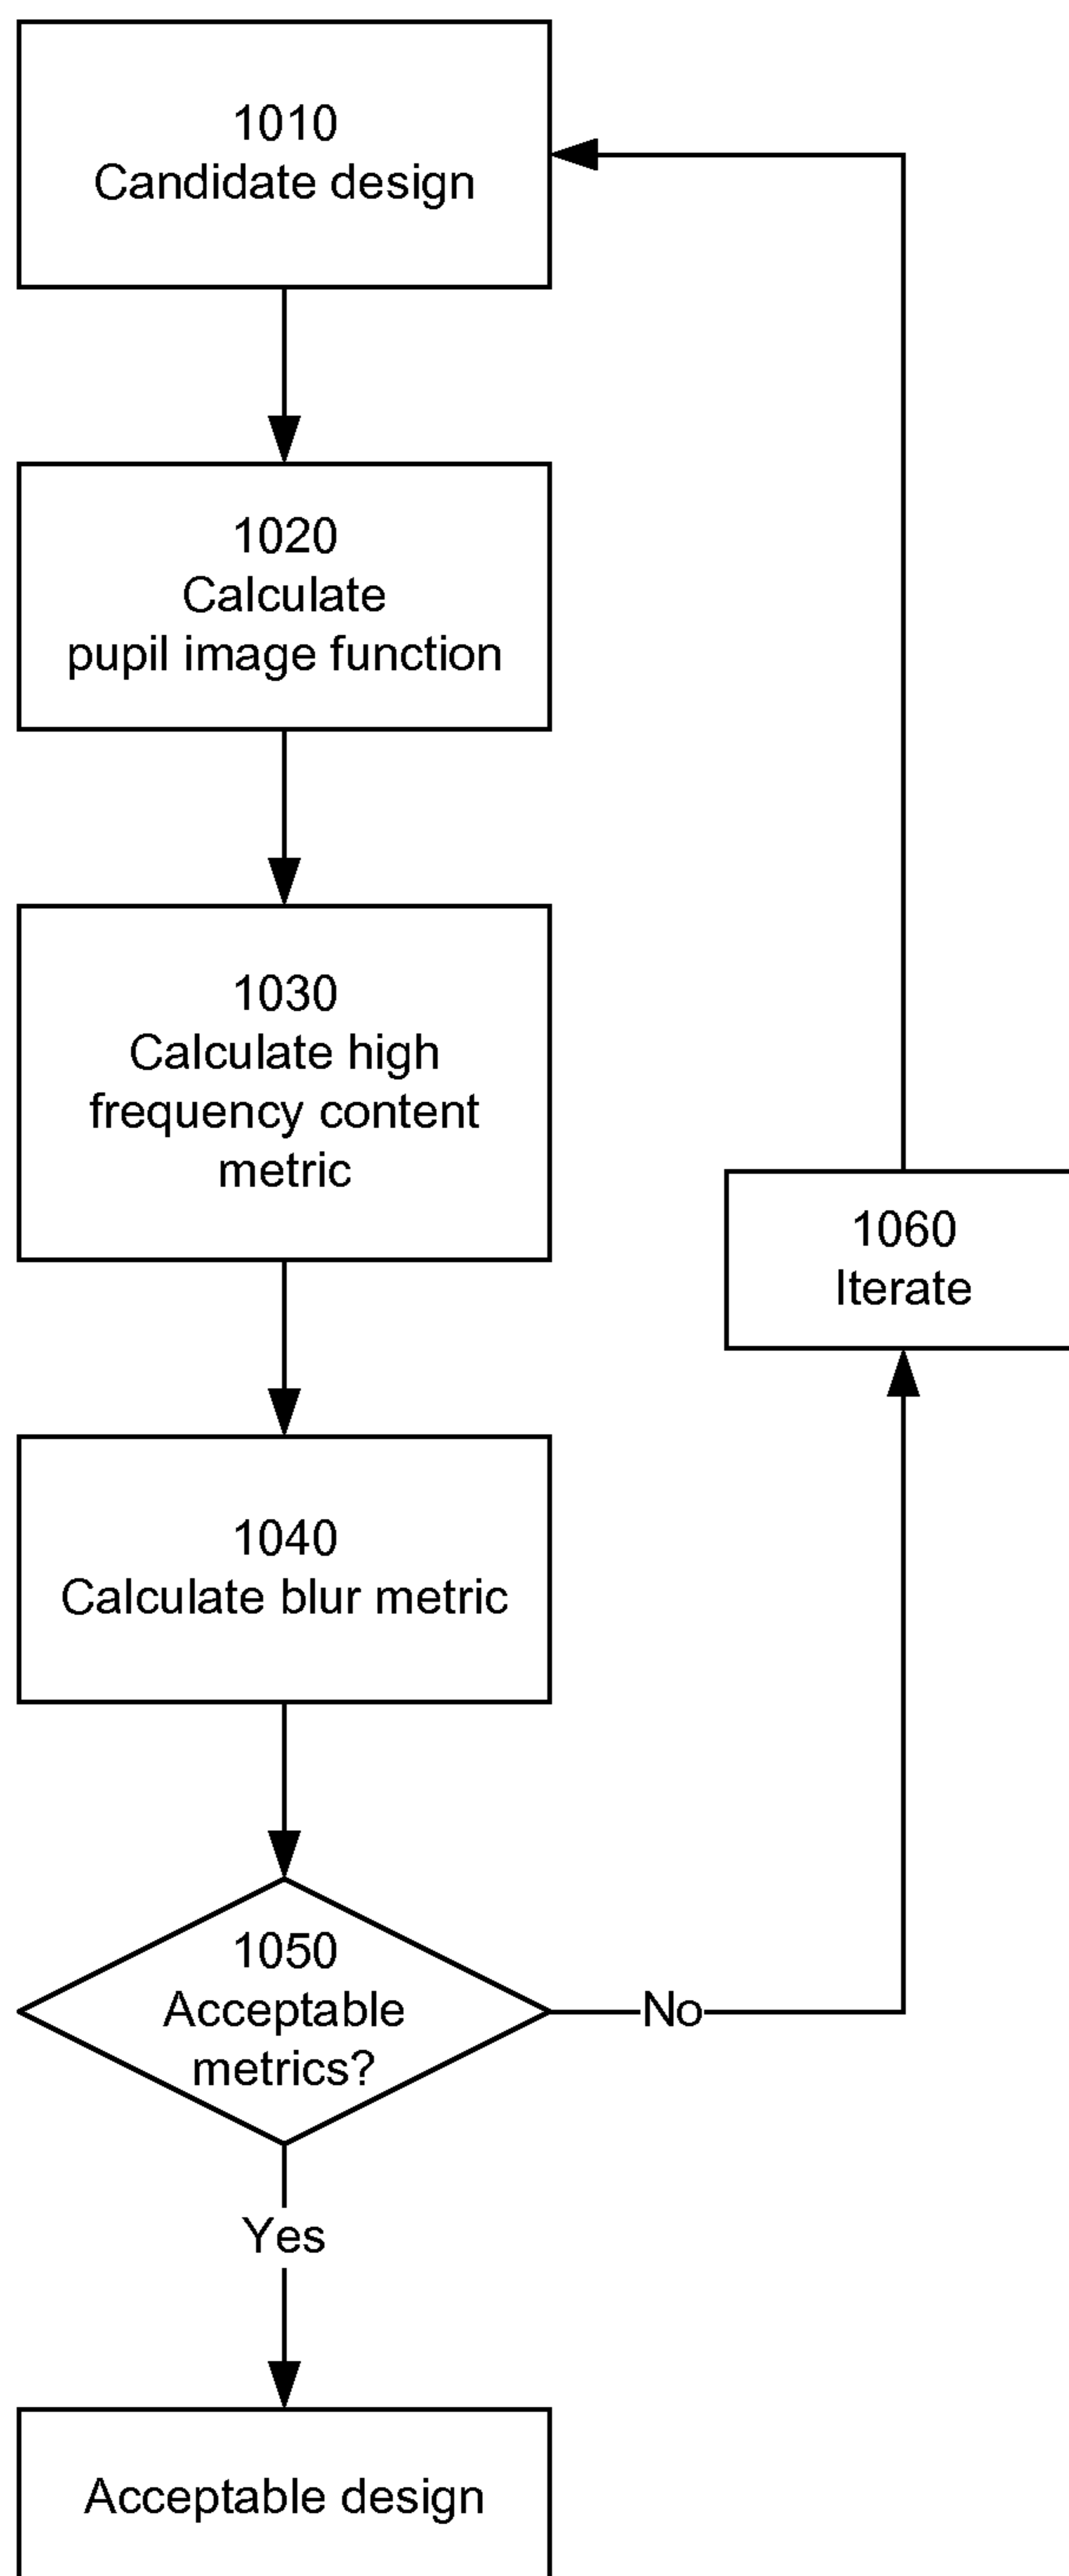 1010
Candidate design
1020
Calculate
pupil image function
1030
Calculate high
frequency content
metric
1060
Iterate
1040
Calculate blur metric
1050
Acceptable
metrics?
No
Yes
Acceptable design